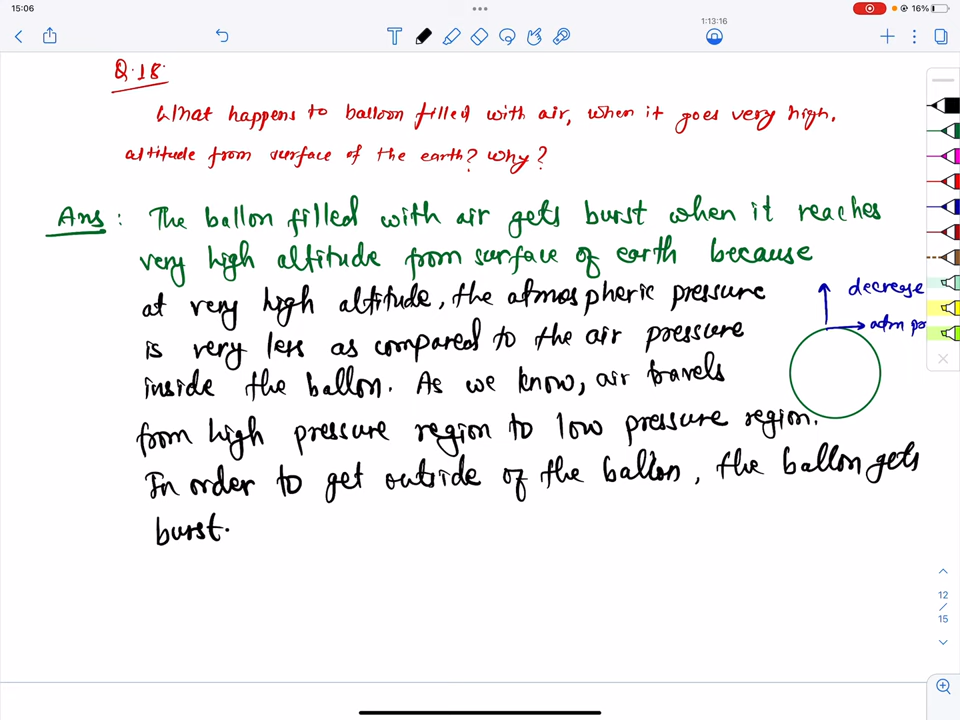 15:06
16%
1:13:16
Q.18.
What happens to balloon filled with air, when it goes very high.
altitude from surface of the earth? why?
Ans : The ballon filled with air gets burst when it reaches
very high altitude from surface of earth because
at very high altitude, the atmospheric pressure
decrease
is very less as compared to the air pressure
atm
inside the ballon. As we know, air travels
from high pressure region to low pressure region.
In order to get outside of the ballon, the ballon gets
burst.
12
/
15